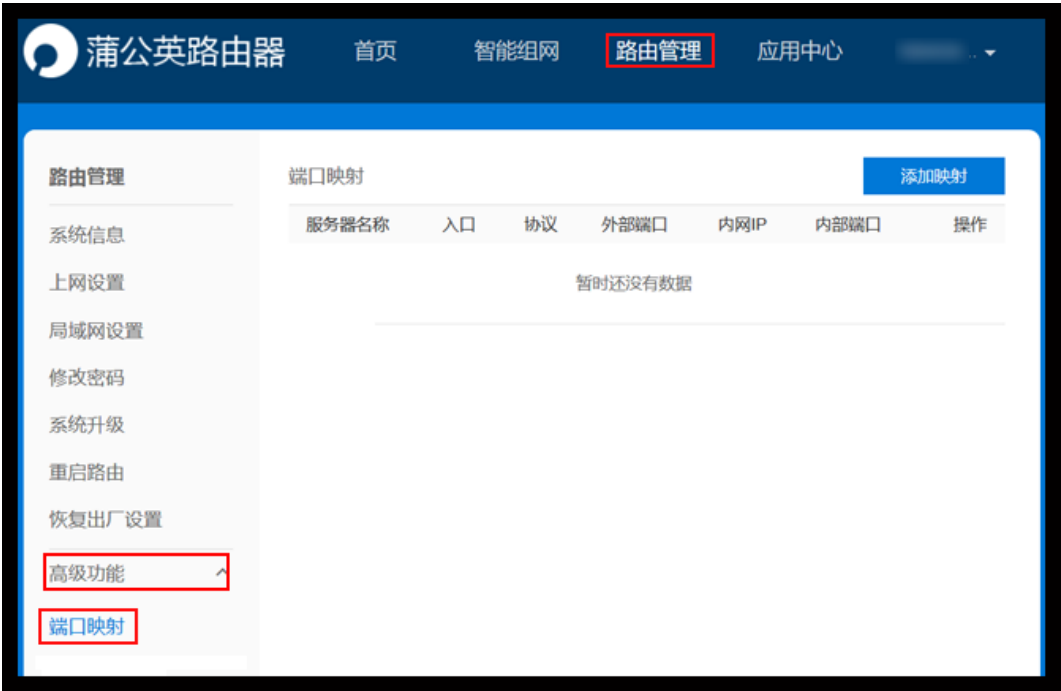 蒲公英路由器 首页 智能组网 路由管理 应用中心
路由管理
系统信息
上网设置
局域网设置
修改密码
系统升级
重启路由
恢复出厂设置
高级功能
端口映射
端口映射 添加映射
服务器名称 入口 协议 外部端口 内网IP 内部端口 操作
暂时还没有数据